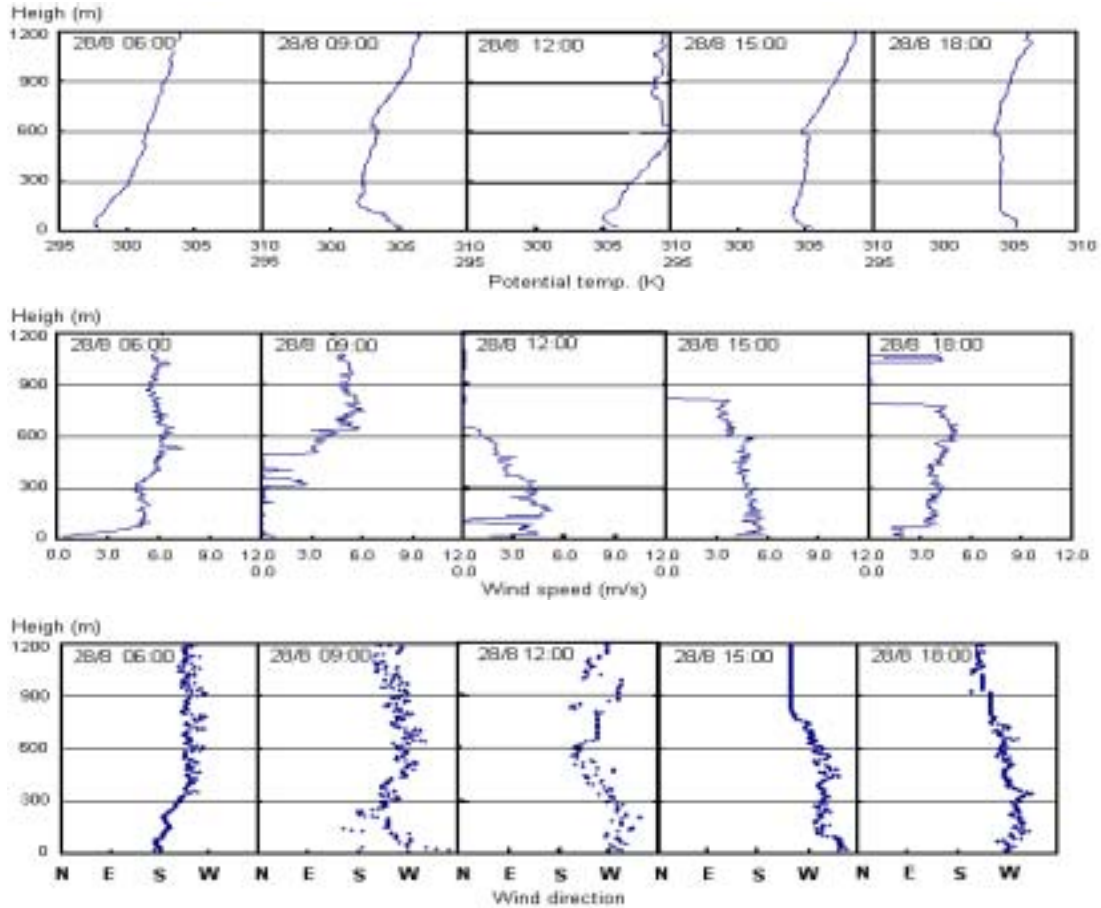 Heigh (m)
1200 28/8 06:00 28/8 09:00 28/8 12:00 28/8 15:00 28/8 18:00
900
600
300
0
295 300 305 310 300 305 310 300 305 310 300 305 310 300 305 310
295 295 295 295
Potential temp. (K)
Heigh (m)
1200 28/8 06:00 28/8 09:00 28/8 12:00 28/8 15:00 28/8 18:00
900
600
300
0
0.0 3.0 6.0 9.0 12.0 3.0 6.0 9.0 12.0 3.0 6.0 9.0 12.0 3.0 6.0 9.0 12.0 3.0 6.0 9.0 12.0
0.0 0.0 0.0 0.0
Wind speed (m/s)
Heigh (m)
1200 28/8 06:00 28/8 09:00 28/8 12:00 28/8 15:00 28/8 18:00
900
600
300
0
N E S W N E S W N E S W N E S W N E S W
Wind direction